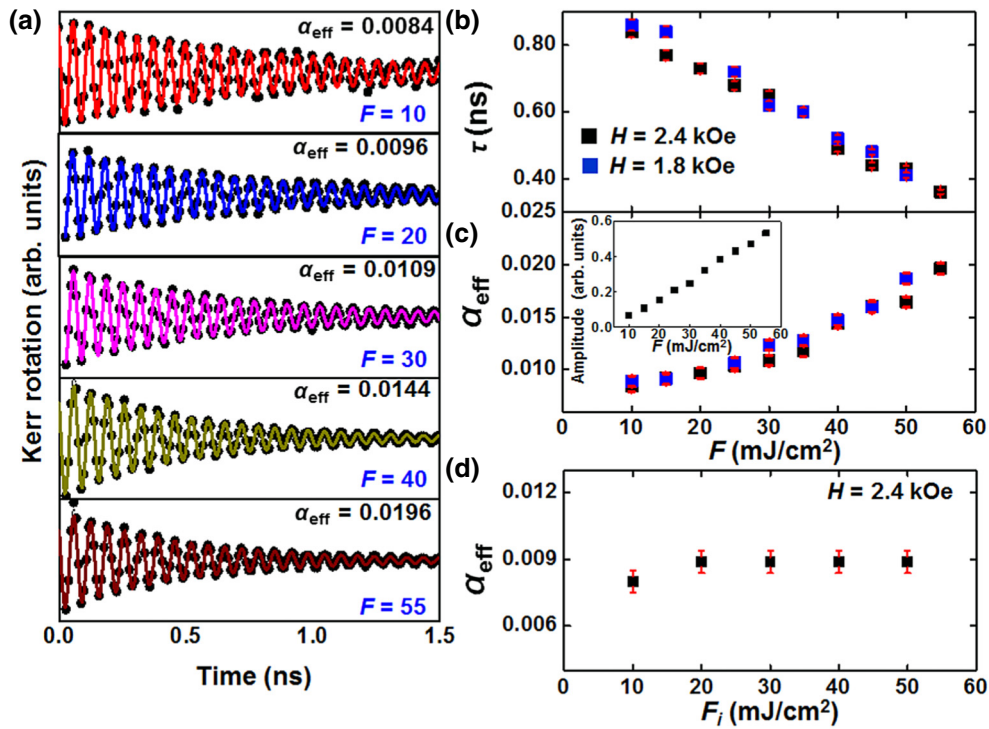 (a)
Kerr rotation (arb. units)
α_eff = 0.0084
F = 10
α_eff = 0.0096
F = 20
α_eff = 0.0109
F = 30
α_eff = 0.0144
F = 40
α_eff = 0.0196
F = 55
0.0 0.5 1.0 1.5
Time (ns)
(b)
τ (ns)
0.80
0.60
0.40
H = 2.4 kOe
H = 1.8 kOe
(c)
α_eff
0.025
0.020
0.015
0.010
Amplitude (arb. units)
0.6
0.4
0.2
0.0
0 10 20 30 40 50 60
F (mJ/cm²)
0 10 20 30 40 50 60
F (mJ/cm²)
(d)
α_eff
H = 2.4 kOe
0.012
0.009
0.006
0 10 20 30 40 50 60
F_i (mJ/cm²)